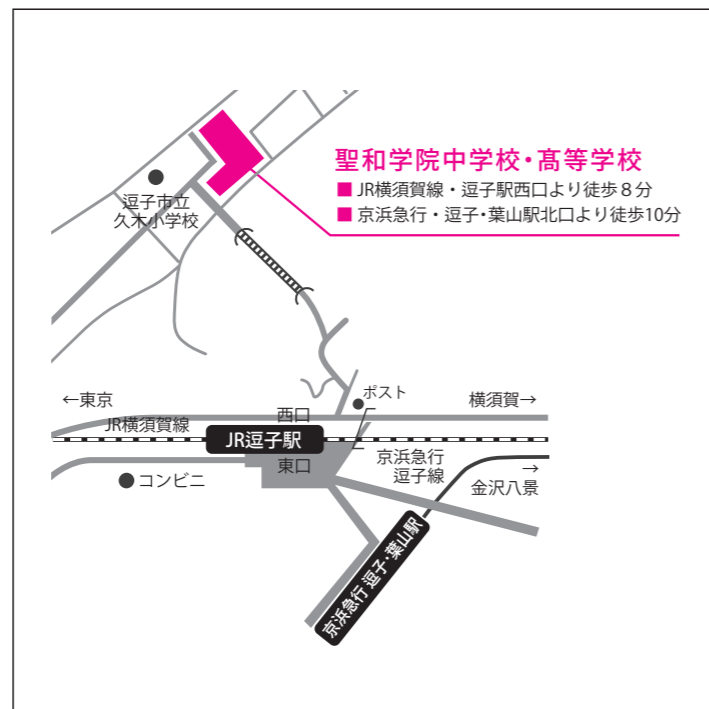 聖和学院中学校・髙等学校
■ JR横須賀線・逗子駅西口より徒歩８分
■ 京浜急行・逗子・葉山駅北口より徒歩10分
逗子市立
久木小学校
ポスト
←東京
横須賀→
西口
JR横須賀線
JR逗子駅
東口
京浜急行
逗子線
コンビニ
→
金沢八景
京浜急行 逗子・葉山駅